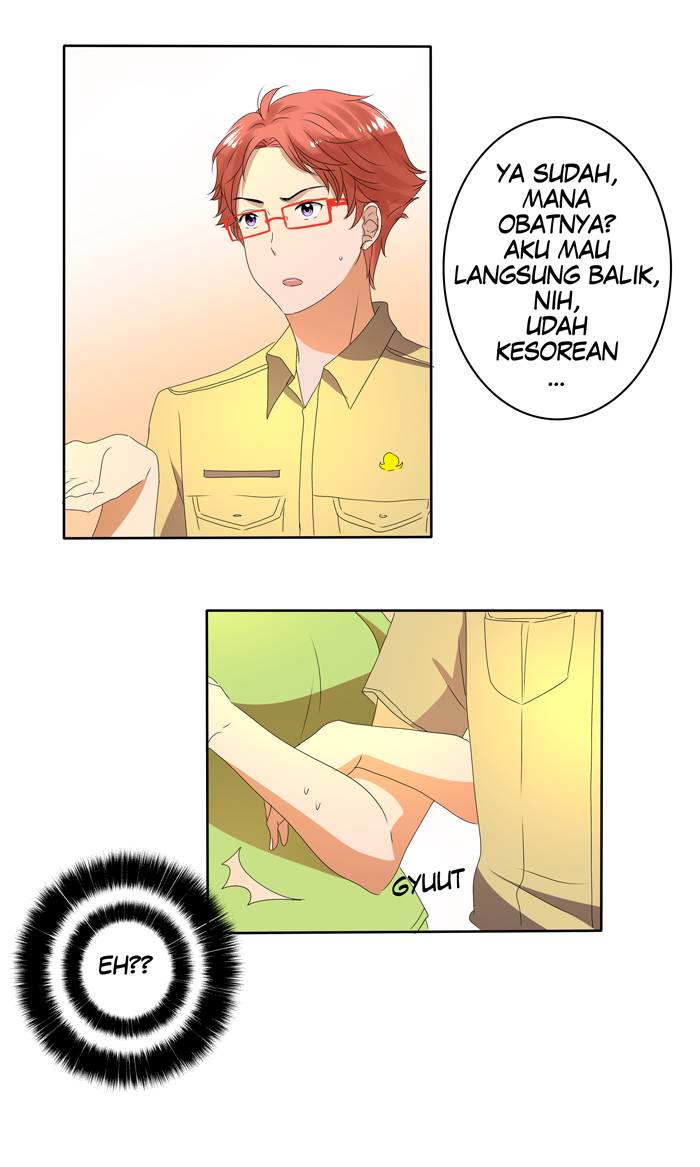 YA SUDAH,
MANA
OBATNYA?
AKU MAU
LANGSUNG BALIK,
NIH,
UDAH
KESOREAN
...
GYUUT
EH??